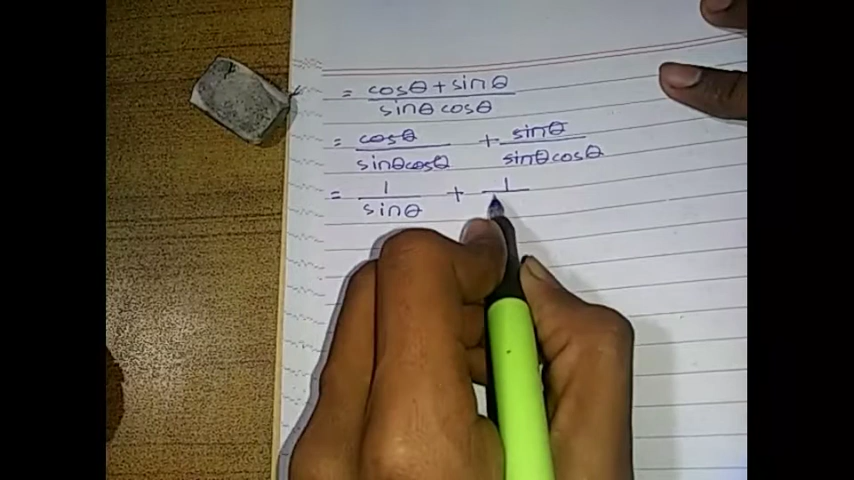 = cosθ + sinθ / sinθ cosθ
= cosθ / sinθcosθ + sinθ / sinθcosθ
= 1 / sinθ + 1 /